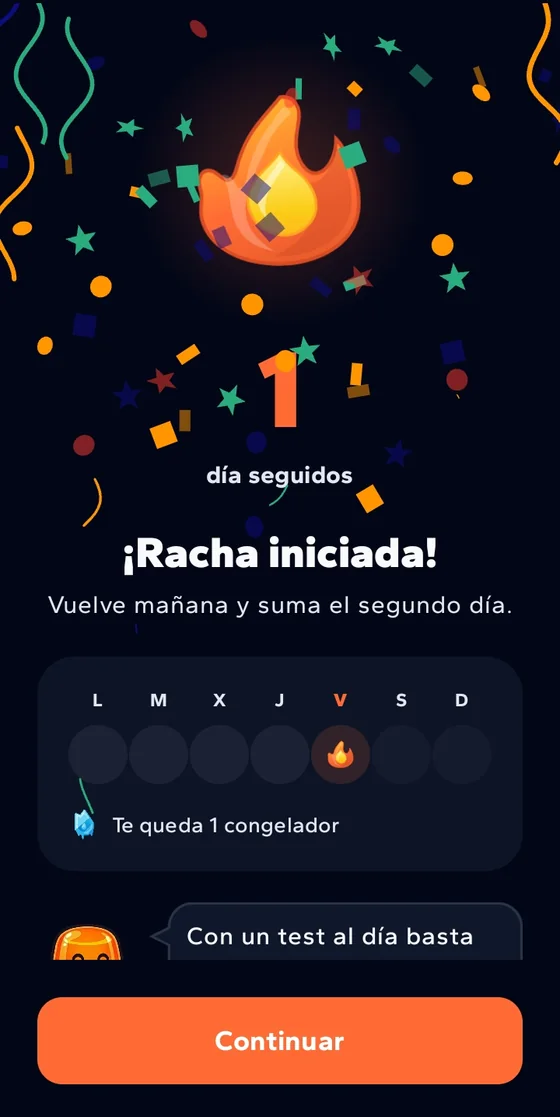 1
día seguidos
¡Racha iniciada!
Vuelve mañana y suma el segundo día.
L M X J V S D
Te queda 1 congelador
Con un test al día basta
Continuar